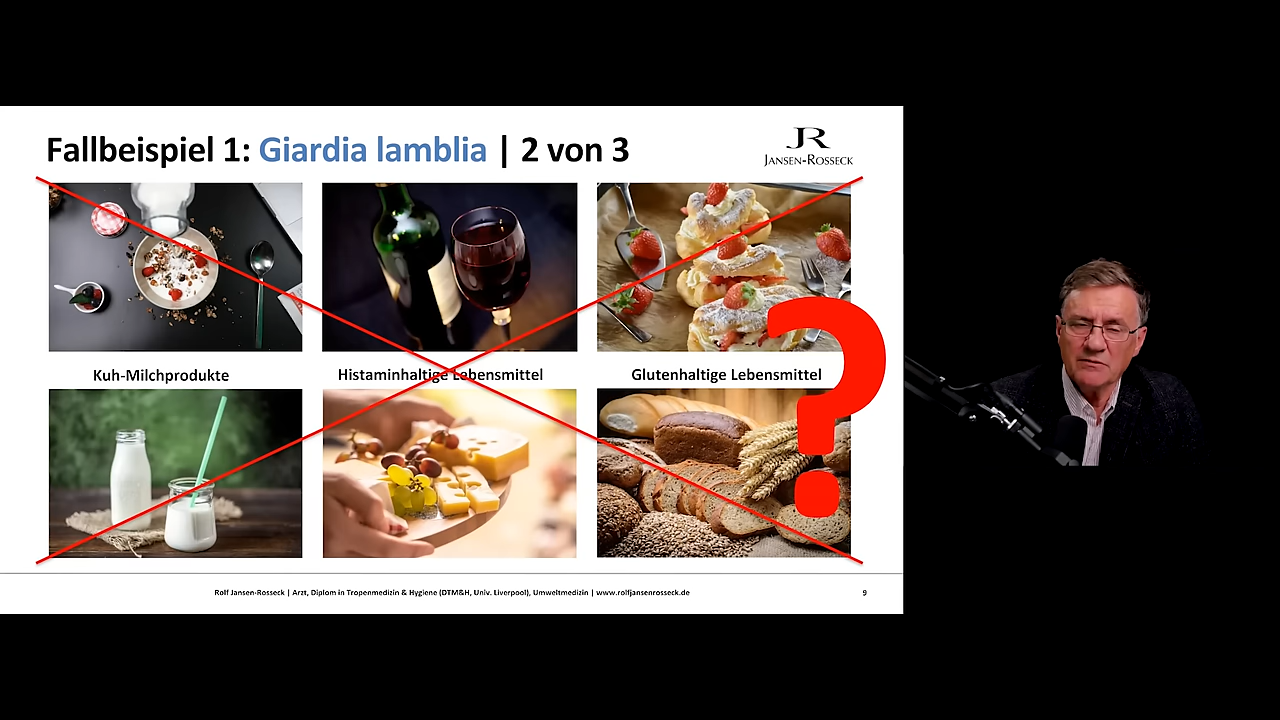 Fallbeispiel 1: Giardia lamblia | 2 von 3
JR
JANSEN-ROSSECK
Kuh-Milchprodukte
Histaminhaltige Lebensmittel
Glutenhaltige Lebensmittel
?
Rolf Jansen-Rosseck | Arzt, Diplom in Tropenmedizin & Hygiene (DTM&H, Univ. Liverpool), Umweltmedizin | www.rolfjansenrosseck.de
9